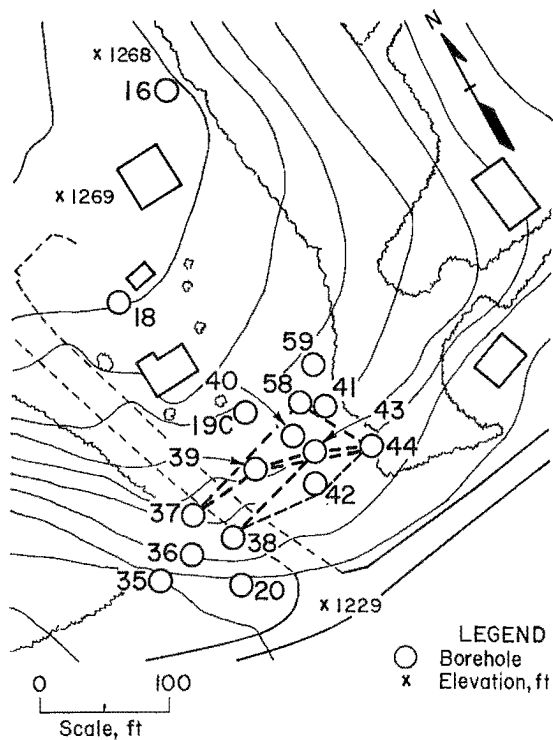 N
x 1268
16
x 1269
18
59
40
58
41
19C
43
39
44
42
37
38
36
35
20
x 1229
LEGEND
Borehole
x Elevation, ft
0 100
Scale, ft